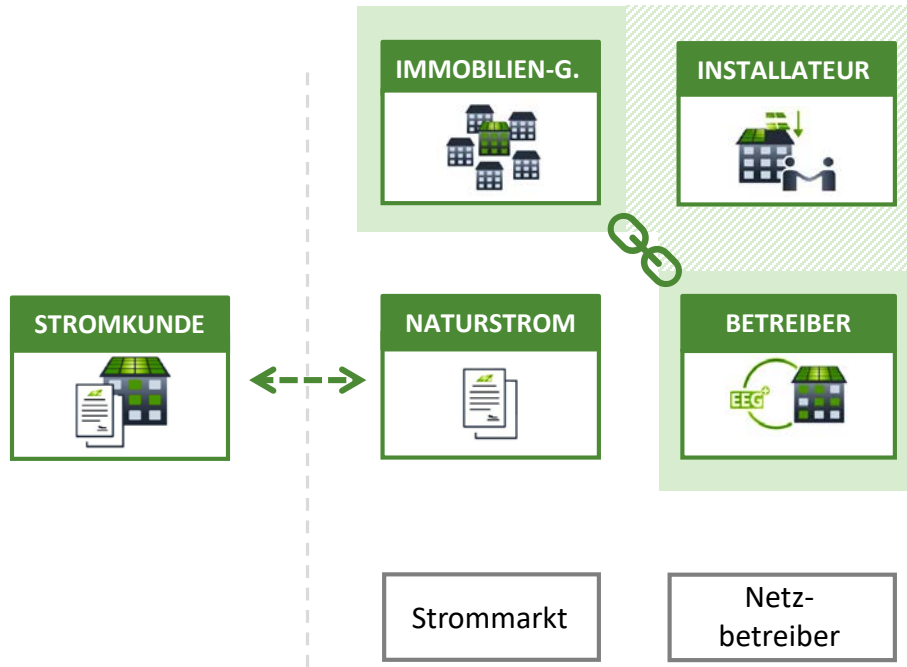 IMMOBILIEN-G.
INSTALLATEUR
STROMKUNDE
NATURSTROM
BETREIBER
EEG+
Strommarkt
Netz-
betreiber